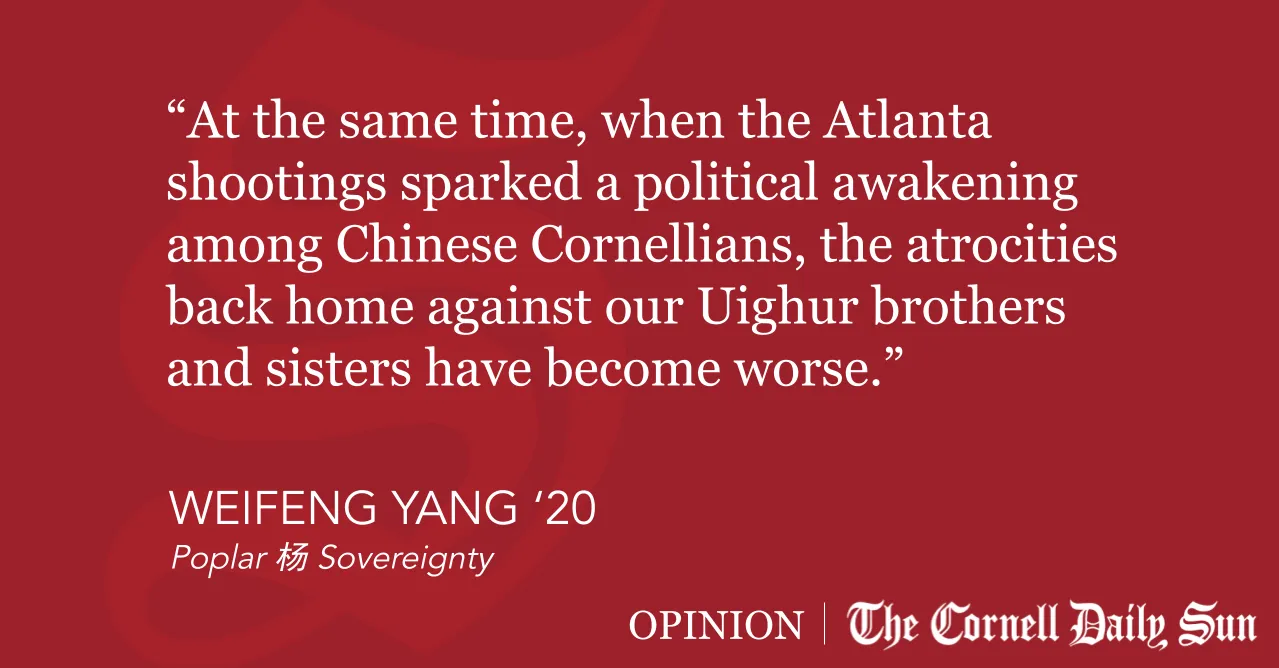 “At the same time, when the Atlanta
shootings sparked a political awakening
among Chinese Cornellians, the atrocities
back home against our Uighur brothers
and sisters have become worse.”
WEIFENG YANG ‘20
Poplar 杨 Sovereignty
OPINION | The Cornell Daily Sun